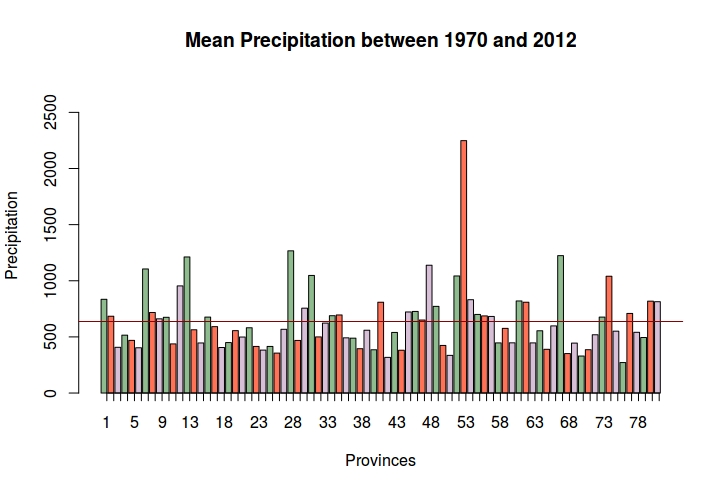 Mean Precipitation between 1970 and 2012
Precipitation
2500
2000
1500
1000
500
0
1 5 9 13 18 23 28 33 38 43 48 53 58 63 68 73 78
Provinces